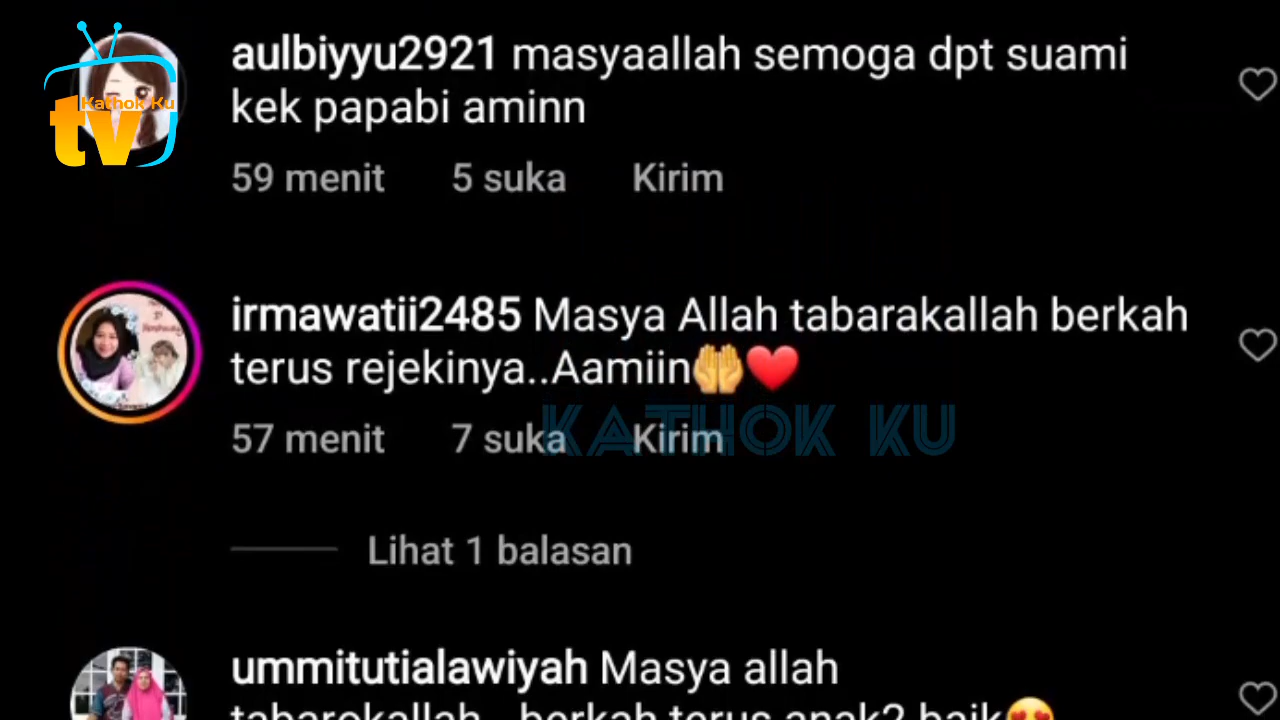 aulbiyyu2921 masyaallah semoga dpt suami
kek papabi aminn
Kathok Ku
tv
59 menit 5 suka Kirim
irmawatii2485 Masya Allah tabarakallah berkah
terus rejekinya..Aamiin🤲❤️
57 menit 7 suka Kirim
KATHOK KU
Lihat 1 balasan
ummitutialawiyah Masya allah
tabarokallah.. berkah terus anak2 baik😍